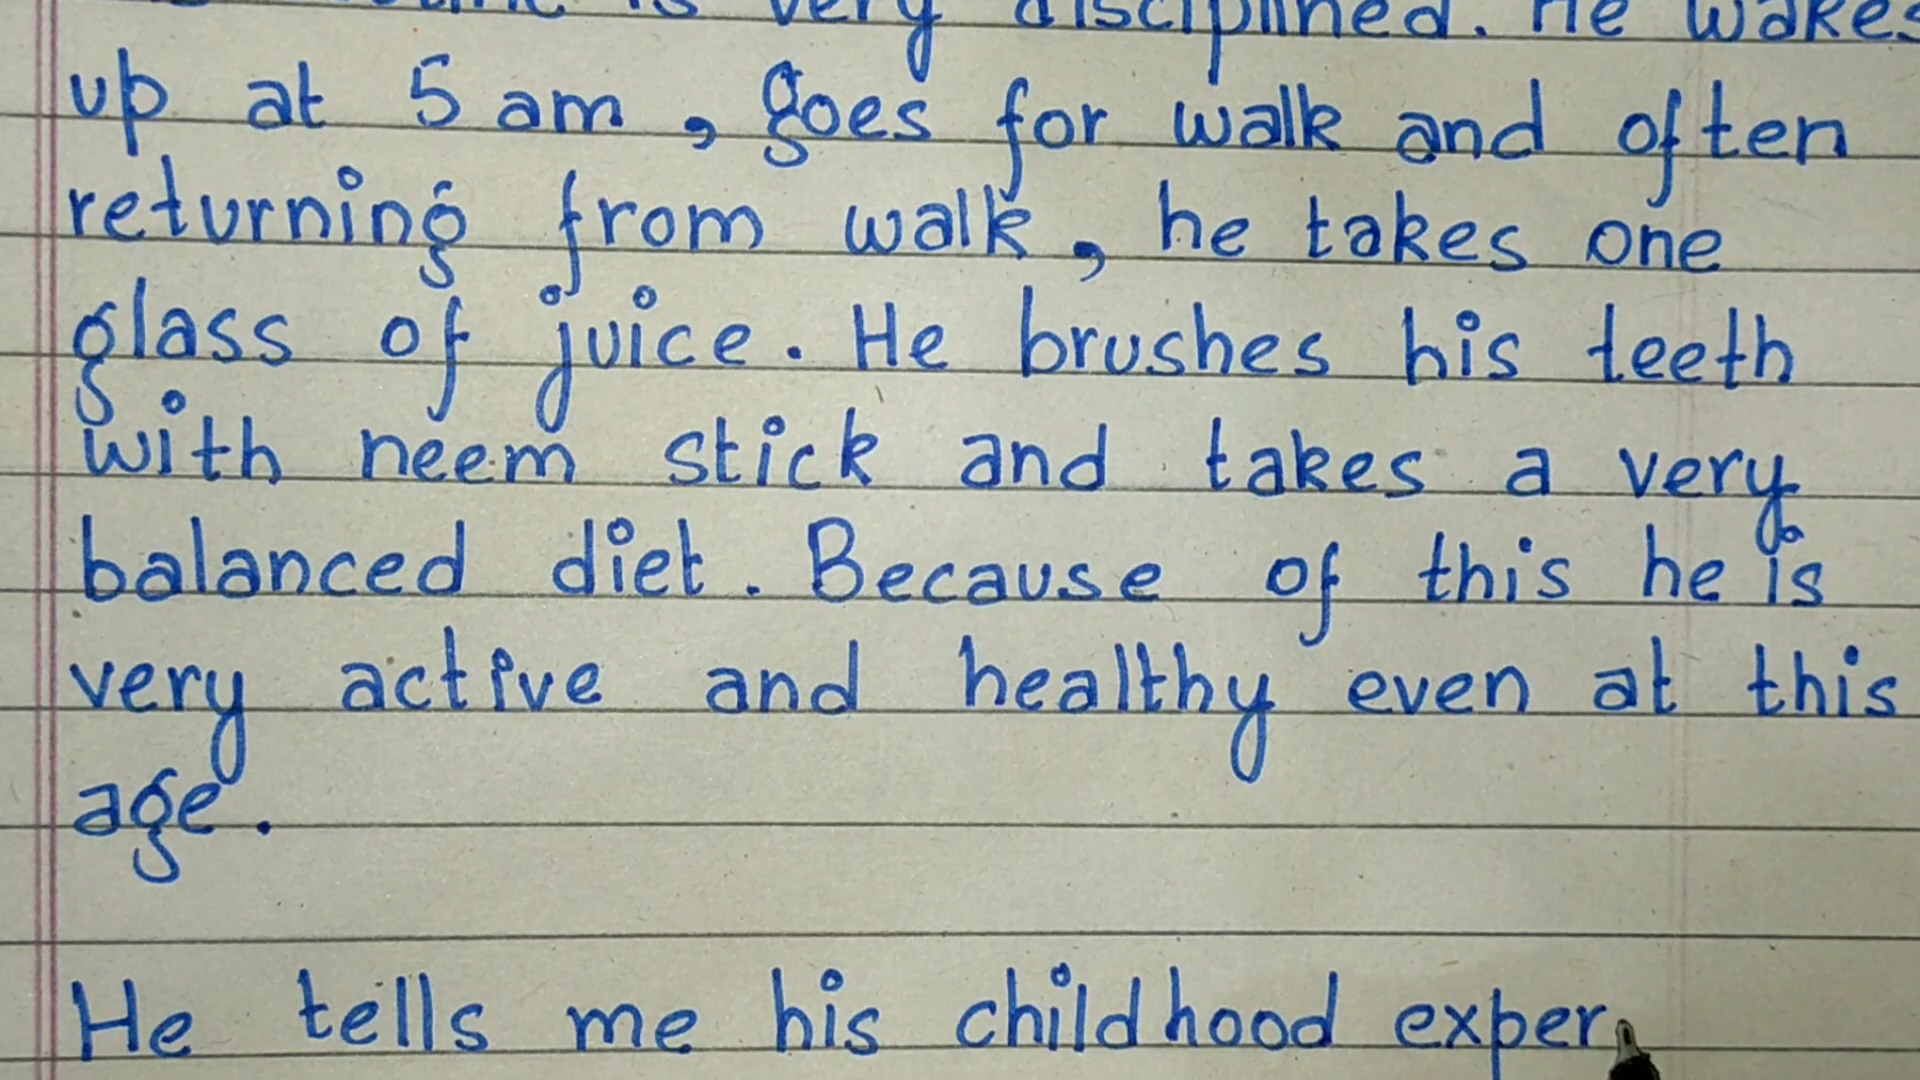 is very disciplined. He wakes
up at 5 am, goes for walk and often
returning from walk, he takes one
glass of juice. He brushes his teeth
with neem stick and takes a very
balanced diet. Because of this he is
very active and healthy even at this
age.
He tells me his childhood exper